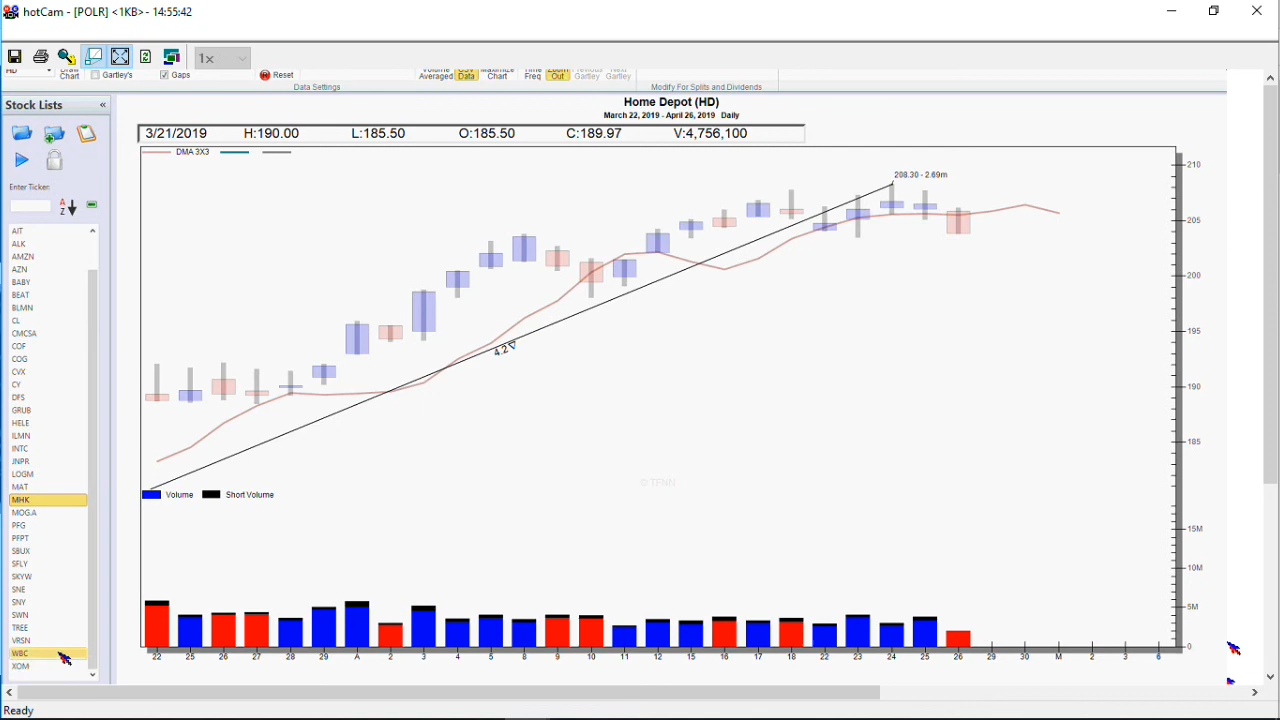 hotCam - [POLR] <1KB> - 14:55:42
1x
HD
Chart
Gartley's
Gaps
Reset
Averaged
Data
Chart
Freq
Out
Gartley
Gartley
Data Settings
Modify For Splits and Dividends
Stock Lists
«
Home Depot (HD)
March 22, 2019 - April 26, 2019 Daily
3/21/2019 H:190.00 L:185.50 O:185.50 C:189.97 V:4,756,100
DMA 3X3
208.30 - 2.69m
210
205
200
195
190
185
4.2
© TFNN
Enter Ticker:
A
Z
AIT
ALK
AMZN
AZN
BABY
BEAT
BLMN
CL
CMCSA
COF
COG
CVX
CY
DFS
GRUB
HELE
ILMN
INTC
JNPR
LOGM
MAT
MHK
MOG.A
PFG
PFPT
SBUX
SFLY
SKYW
SNE
SNY
SWN
TREE
VRSN
WBC
XOM
Volume Short Volume
15M
10M
5M
0
22 25 26 27 28 29 1 2 3 4 5 8 9 10 11 12 15 16 17 18 22 23 24 25 26 29 30 M 2 3 6
Ready